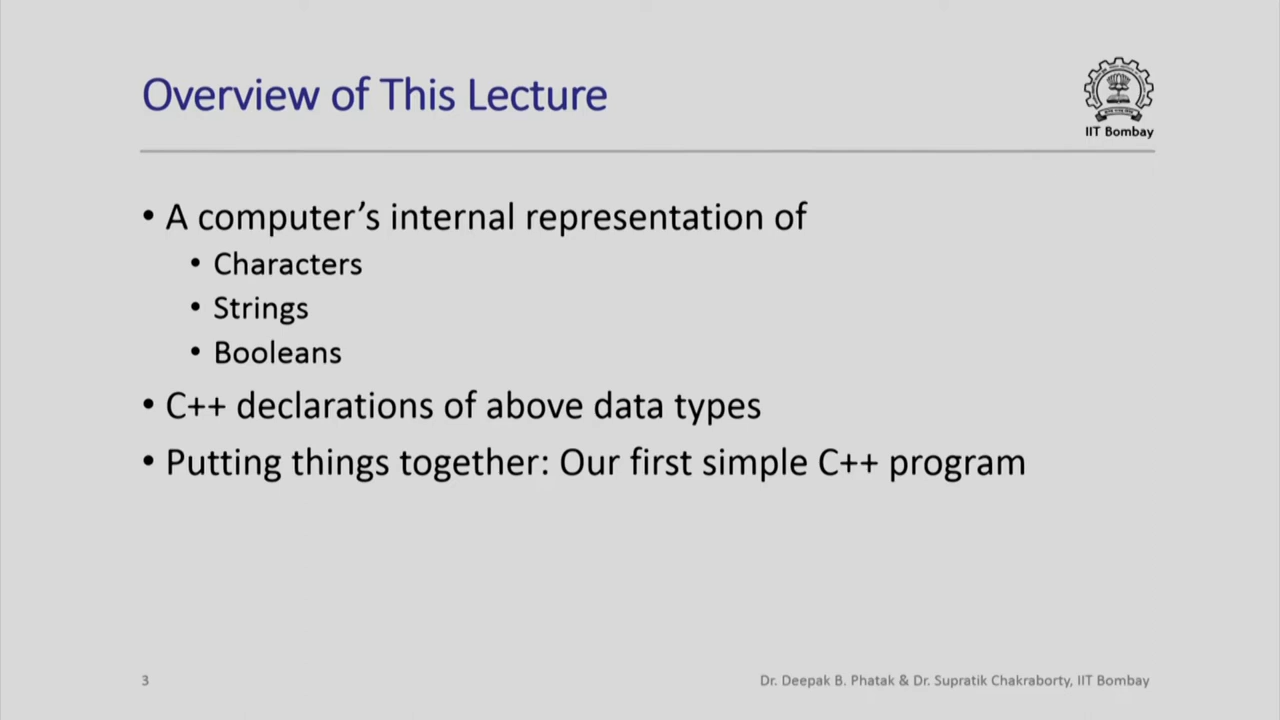 Overview of This Lecture
IIT Bombay
• A computer’s internal representation of
• Characters
• Strings
• Booleans
• C++ declarations of above data types
• Putting things together: Our first simple C++ program
3
Dr. Deepak B. Phatak & Dr. Supratik Chakraborty, IIT Bombay